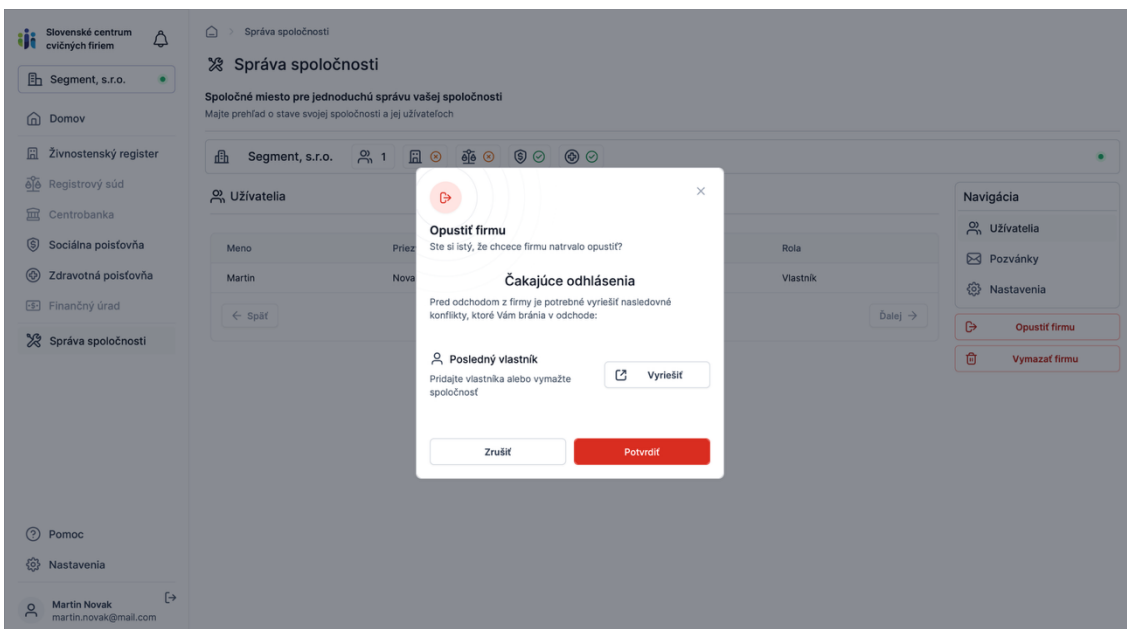 Slovenské centrum
cvičných firiem
Segment, s.r.o.
Domov
Živnostenský register
Registrový súd
Centrobanka
Sociálna poisťovňa
Zdravotná poisťovňa
Finančný úrad
Správa spoločnosti
Pomoc
Nastavenia
Martin Novak
martin.novak@mail.com
Správa spoločnosti
Správa spoločnosti
Spoločné miesto pre jednoduchú správu vašej spoločnosti
Majte prehľad o stave svojej spoločnosti a jej užívateľoch
Segment, s.r.o. 1
Užívatelia
Meno Priez Rola
Martin Nova Vlastník
← Späť Ďalej →
Opustiť firmu
Ste si istý, že chcece firmu natrvalo opustiť?
Čakajúce odhlásenia
Pred odchodom z firmy je potrebné vyriešiť nasledovné
konflikty, ktoré Vám bránia v odchode:
Posledný vlastník
Pridajte vlastníka alebo vymažte
spoločnosť
Vyriešiť
Zrušiť Potvrdiť
Navigácia
Užívatelia
Pozvánky
Nastavenia
Opustiť firmu
Vymazať firmu